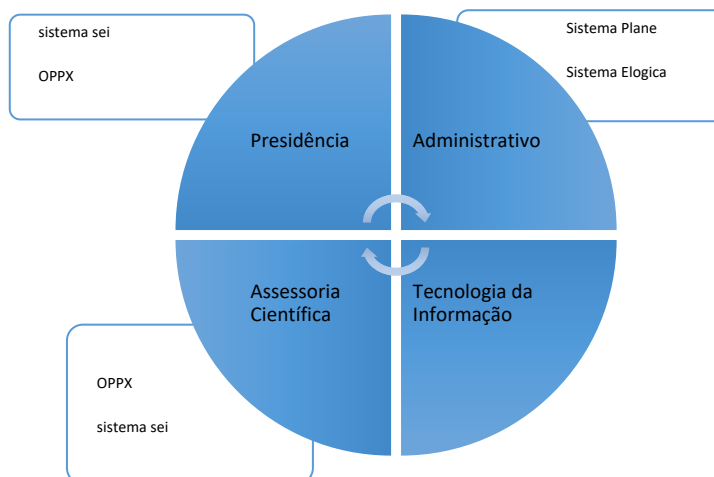 sistema sei
OPPX
Sistema Plane
Sistema Elogica
Presidência
Administrativo
Assessoria
Científica
Tecnologia da
Informação
OPPX
sistema sei